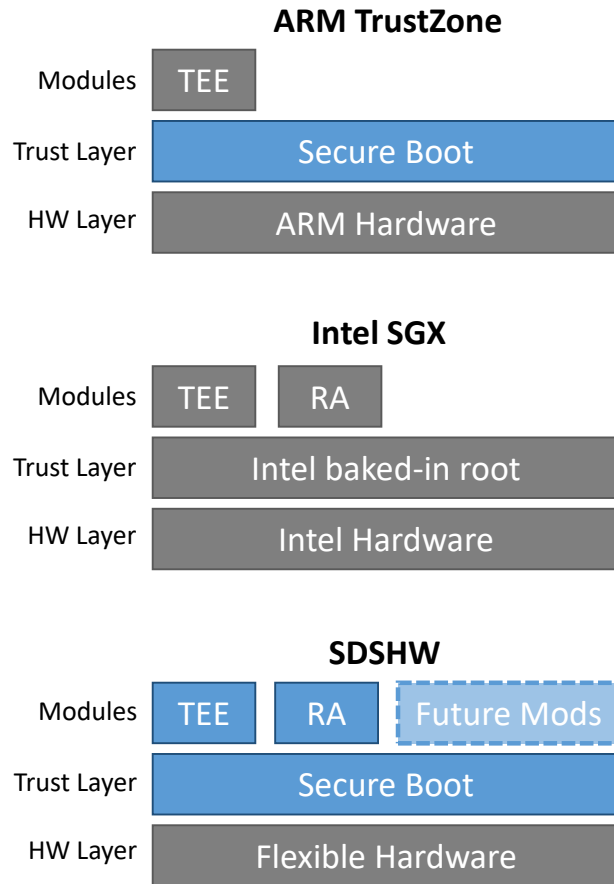 ARM TrustZone
Modules TEE
Trust Layer Secure Boot
HW Layer ARM Hardware
Intel SGX
Modules TEE RA
Trust Layer Intel baked-in root
HW Layer Intel Hardware
SDSHW
Modules TEE RA Future Mods
Trust Layer Secure Boot
HW Layer Flexible Hardware